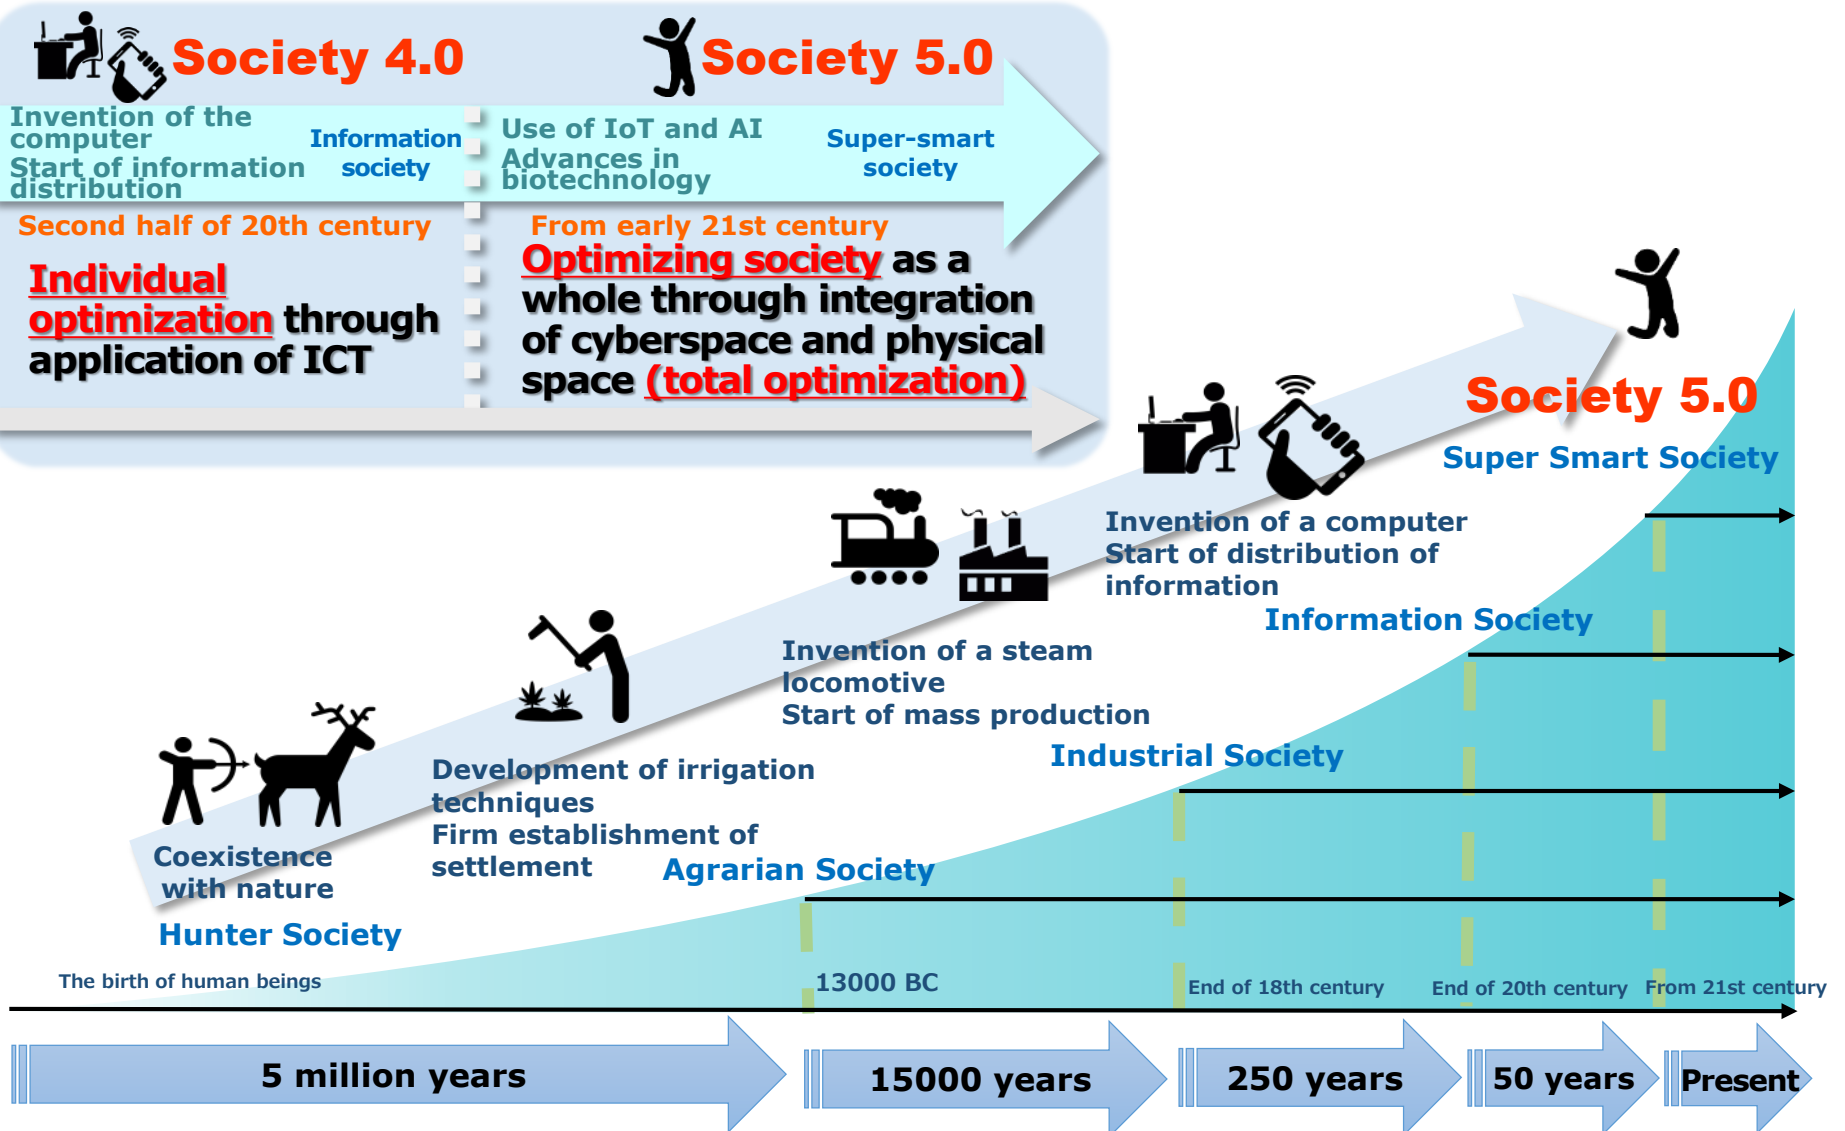 Society 4.0
Society 5.0
Invention of the
computer
Start of information
distribution
Information
society
Use of IoT and AI
Advances in
biotechnology
Super-smart
society
Second half of 20th century
From early 21st century
Individual
optimization through
application of ICT
Optimizing society as a
whole through integration
of cyberspace and physical
space (total optimization)
Society 5.0
Super Smart Society
Invention of a computer
Start of distribution of
information
Information Society
Invention of a steam
locomotive
Start of mass production
Industrial Society
Development of irrigation
techniques
Firm establishment of
settlement
Agrarian Society
Coexistence
with nature
Hunter Society
The birth of human beings
13000 BC
End of 18th century
End of 20th century
From 21st century
5 million years
15000 years
250 years
50 years
Present